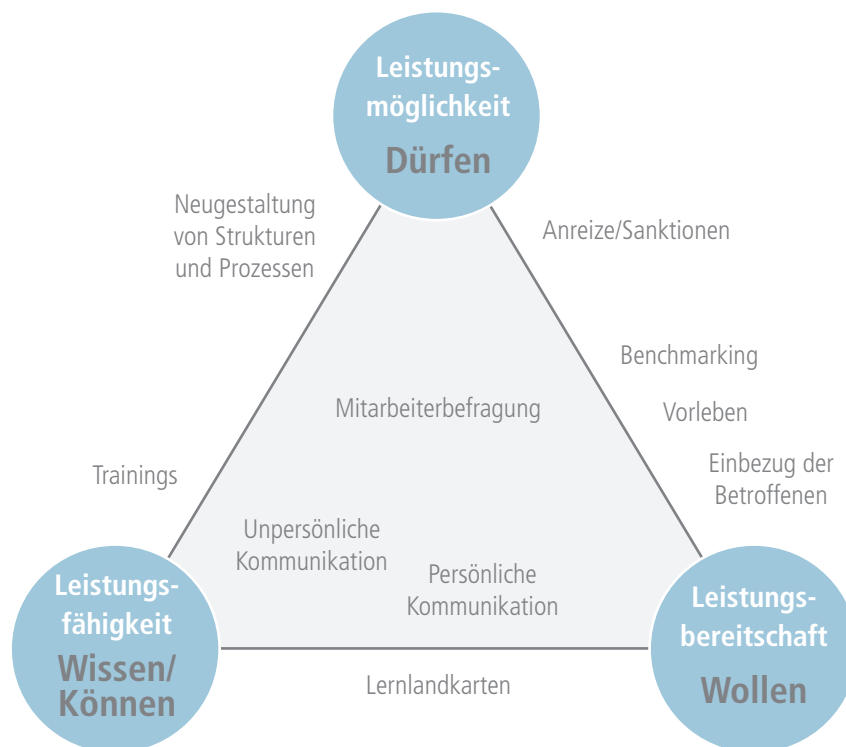 Leistungs-
möglichkeit
Dürfen
Neugestaltung
von Strukturen
und Prozessen
Anreize/Sanktionen
Benchmarking
Mitarbeiterbefragung
Vorleben
Trainings
Einbezug der
Betroffenen
Unpersönliche
Kommunikation
Persönliche
Kommunikation
Leistungs-
fähigkeit
Wissen/
Können
Leistungs-
bereitschaft
Wollen
Lernlandkarten